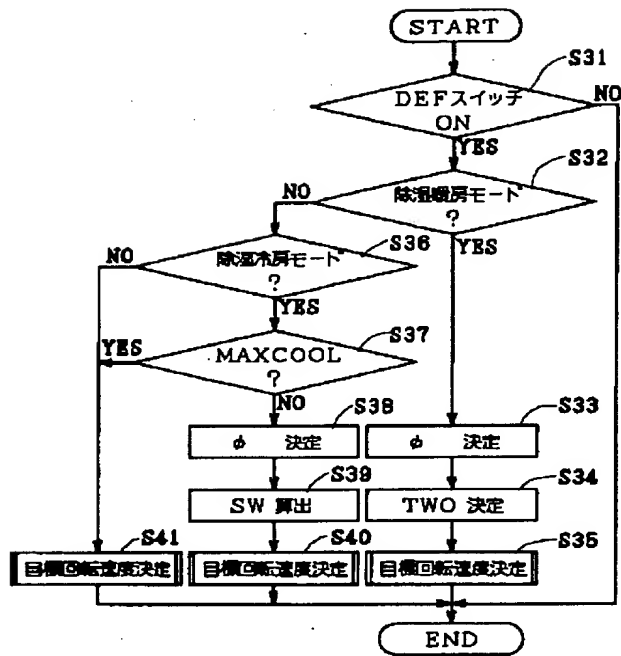 START
S31
DEFスイッチ
ON
NO
YES
S32
除湿暖房モード
?
NO
YES
S36
除湿冷房モード
?
NO
YES
S37
MAXCOOL
?
YES
NO
S38
φ 決定
S33
φ 決定
S39
SW 算出
S34
TWO 決定
S41
目標回転速度決定
S40
目標回転速度決定
S35
目標回転速度決定
END